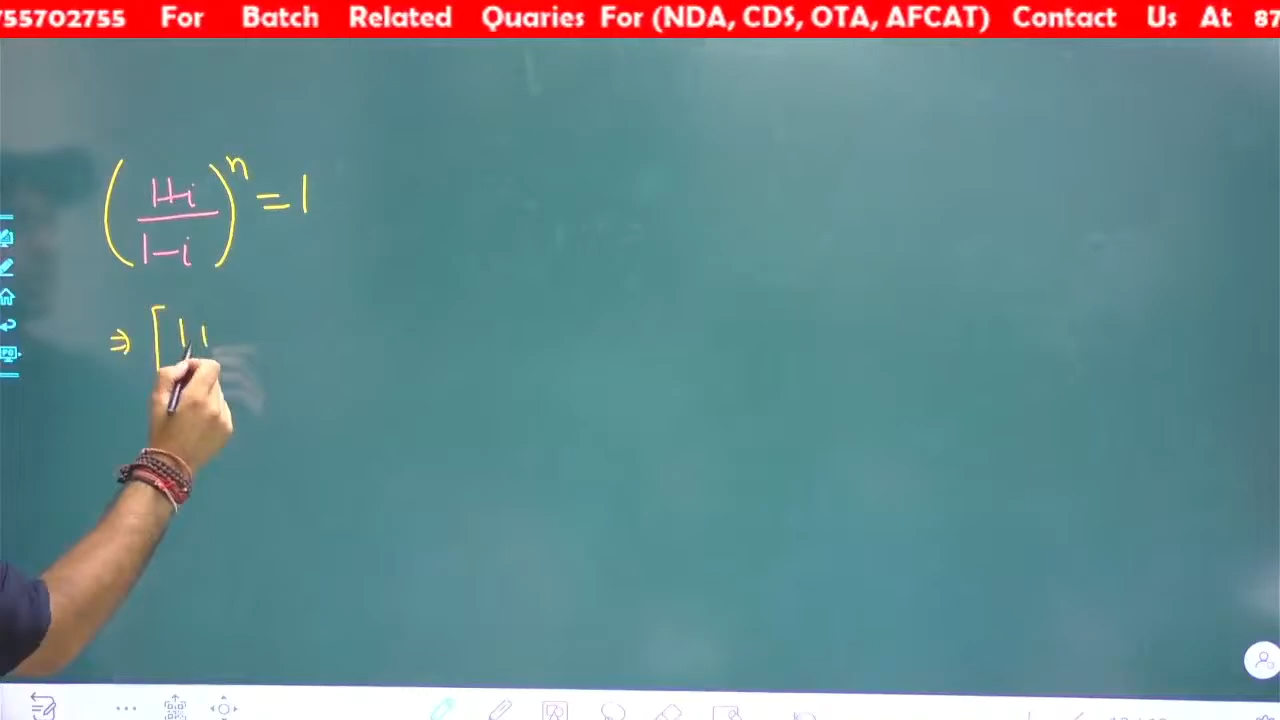 755702755 For Batch Related Quaries For (NDA, CDS, OTA, AFCAT) Contact Us At 87
(1+i/1-i)^n = 1
⇒ [ 1